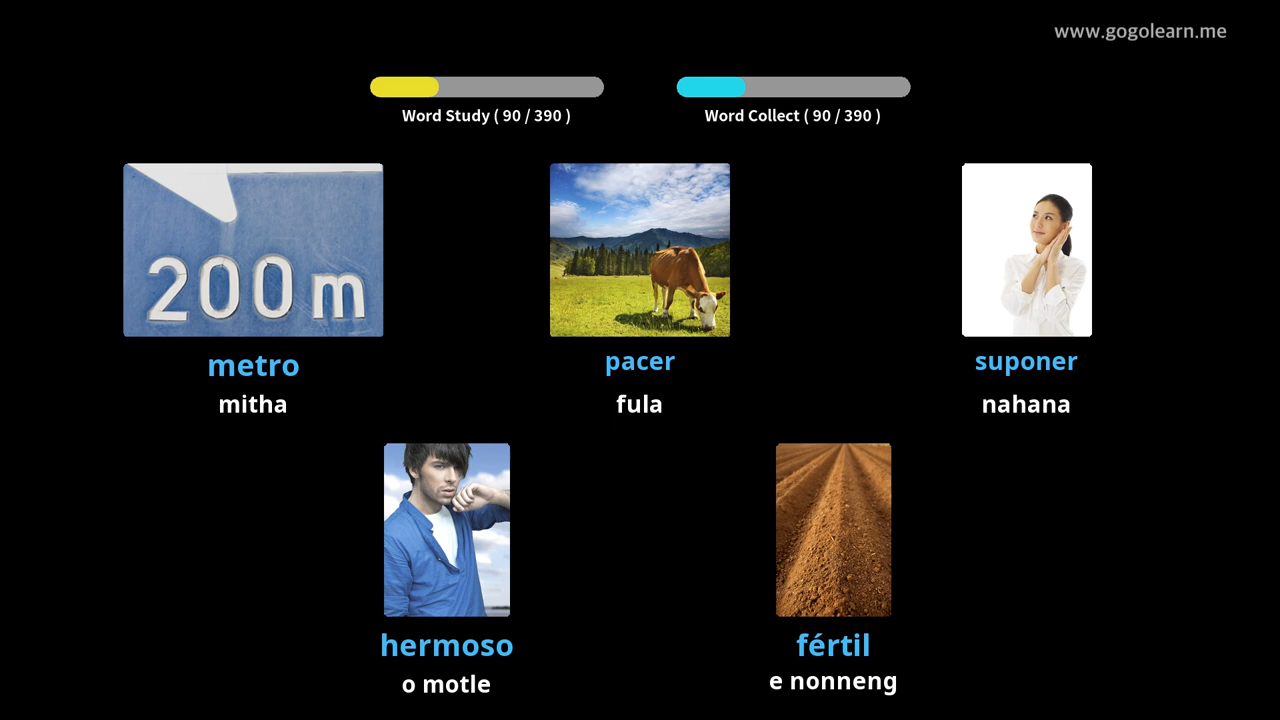 www.gogolearn.me
Word Study ( 90 / 390 )
Word Collect ( 90 / 390 )
200 m
metro
mitha
pacer
fula
suponer
nahana
hermoso
o motle
fértil
e nonneng